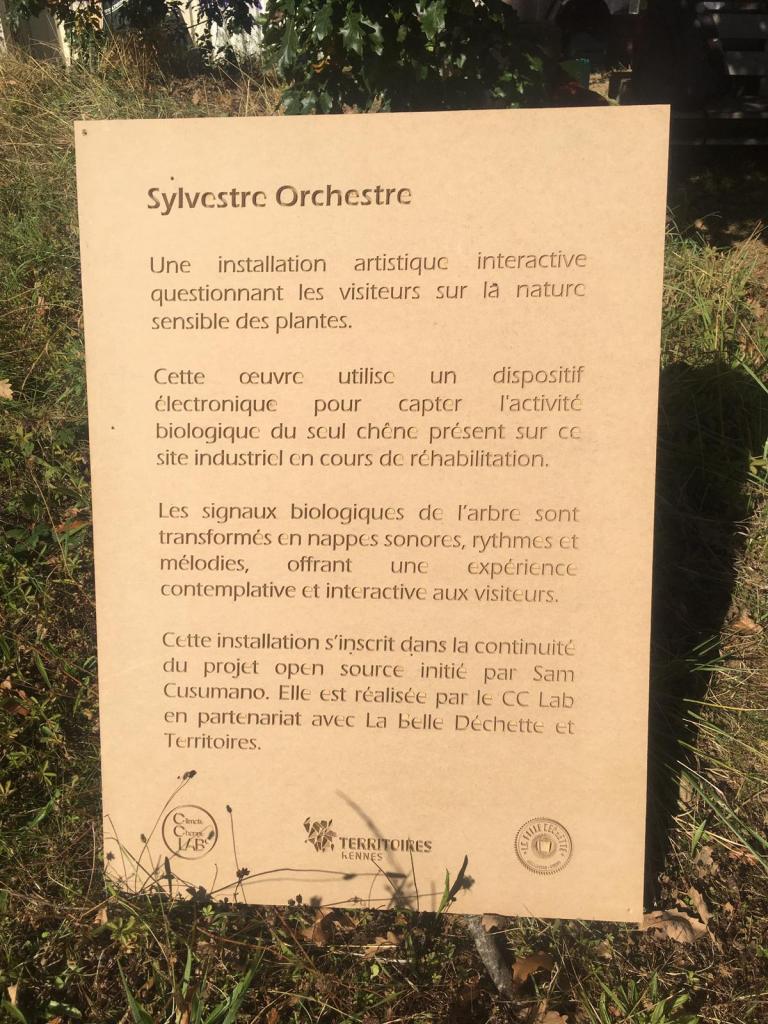 Sylvestre Orchestre
Une installation artistique interactive
questionnant les visiteurs sur la nature
sensible des plantes.
Cette œuvre utilise un dispositif
électronique pour capter l'activité
biologique du seul chêne présent sur ce
site industriel en cours de réhabilitation.
Les signaux biologiques de l'arbre sont
transformés en nappes sonores, rythmes et
mélodies, offrant une expérience
contemplative et interactive aux visiteurs.
Cette installation s'inscrit dans la continuité
du projet open source initié par Sam
Cusumano. Elle est réalisée par le CC Lab
en partenariat avec La belle Déchette et
Territoires.
LAB
TERRITOIRES
RENNES
LA BELLE DECHETTE